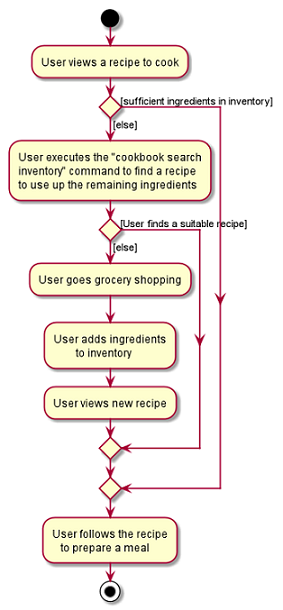 User views a recipe to cook
[sufficient ingredients in inventory]
[else]
User executes the "cookbook search
inventory" command to find a recipe
to use up the remaining ingredients
[User finds a suitable recipe]
[else]
User goes grocery shopping
User adds ingredients
to inventory
User views new recipe
User follows the recipe
to prepare a meal